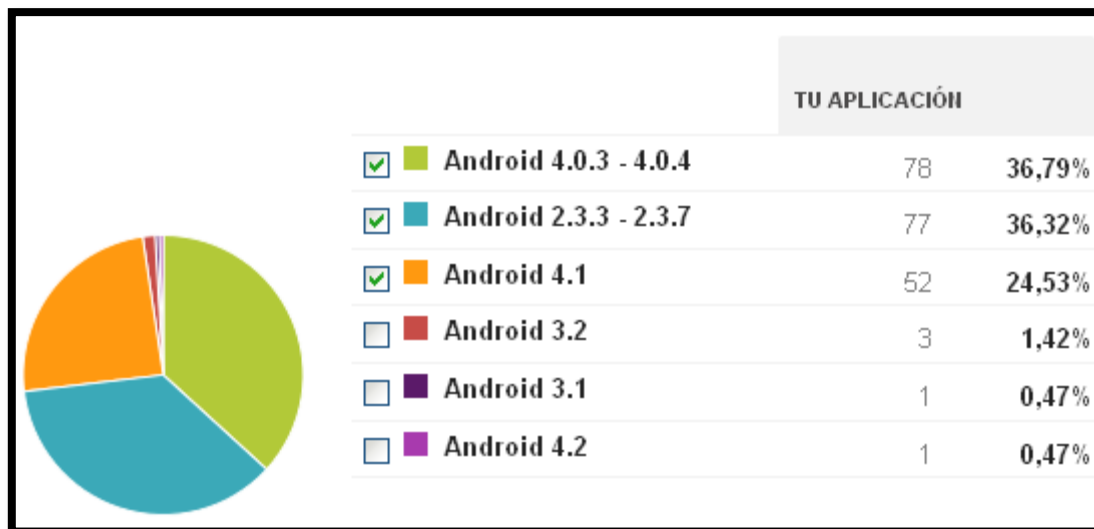 TU APLICACIÓN
Android 4.0.3 - 4.0.4 78 36,79%
Android 2.3.3 - 2.3.7 77 36,32%
Android 4.1 52 24,53%
Android 3.2 3 1,42%
Android 3.1 1 0,47%
Android 4.2 1 0,47%